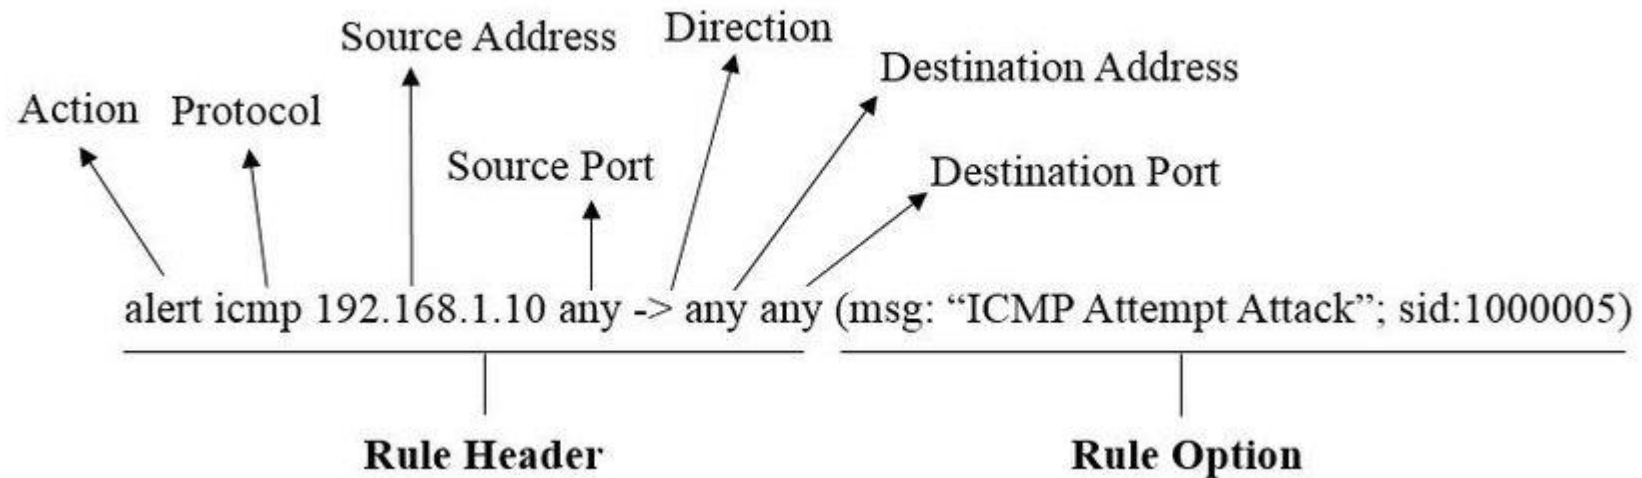 Source Address
Direction
Destination Address
Action
Protocol
Source Port
Destination Port
alert icmp 192.168.1.10 any -> any any (msg: “ICMP Attempt Attack”; sid:1000005)
Rule Header
Rule Option